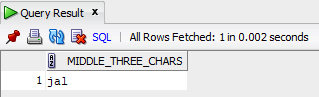 Query Result ×
SQL | All Rows Fetched: 1 in 0.002 seconds
MIDDLE_THREE_CHARS
1 jal